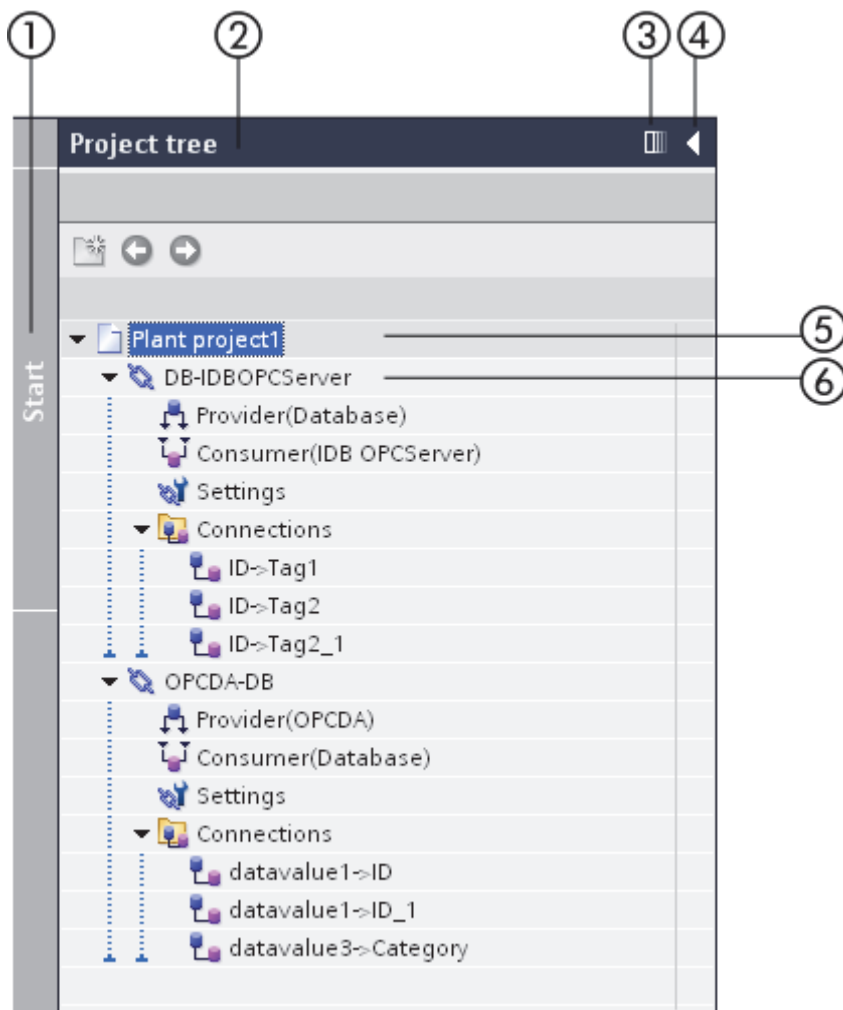 1 2 3 4
Project tree
Start
Plant project1 5
DB-IDBOPCServer 6
Provider(Database)
Consumer(IDB OPCServer)
Settings
Connections
ID->Tag1
ID->Tag2
ID->Tag2_1
OPCDA-DB
Provider(OPCDA)
Consumer(Database)
Settings
Connections
datavalue1->ID
datavalue1->ID_1
datavalue3->Category